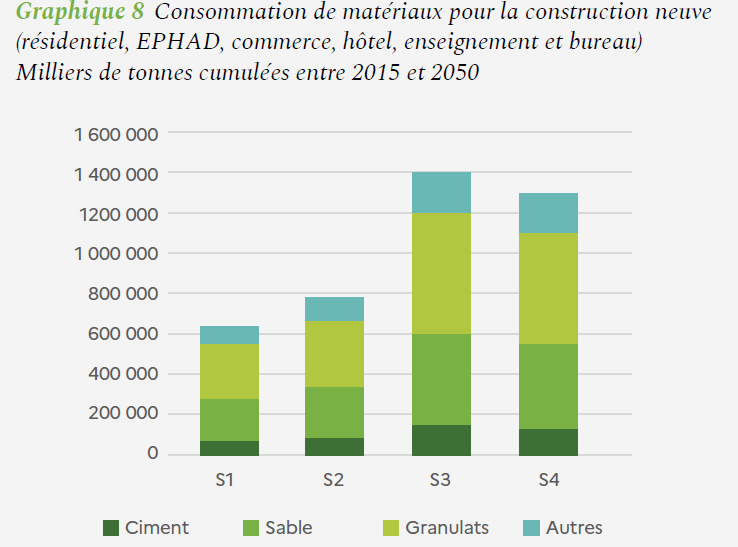 Graphique 8 Consommation de matériaux pour la construction neuve
(résidentiel, EPHAD, commerce, hôtel, enseignement et bureau)
Milliers de tonnes cumulées entre 2015 et 2050
1 600 000
1 400 000
1200 000
1 000 000
800 000
600 000
400 000
200 000
0
S1 S2 S3 S4
Ciment Sable Granulats Autres